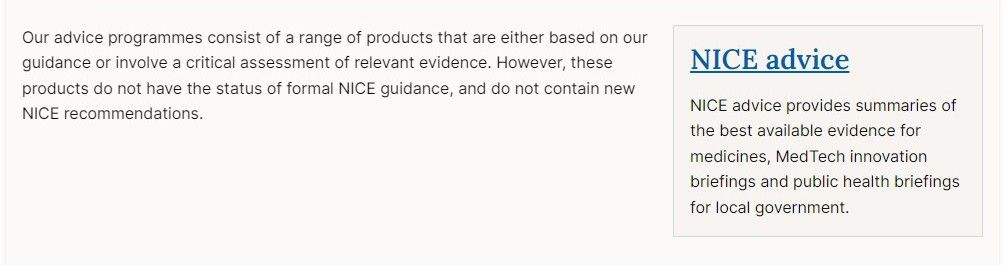 Our advice programmes consist of a range of products that are either based on our
guidance or involve a critical assessment of relevant evidence. However, these
products do not have the status of formal NICE guidance, and do not contain new
NICE recommendations.
NICE advice
NICE advice provides summaries of
the best available evidence for
medicines, MedTech innovation
briefings and public health briefings
for local government.